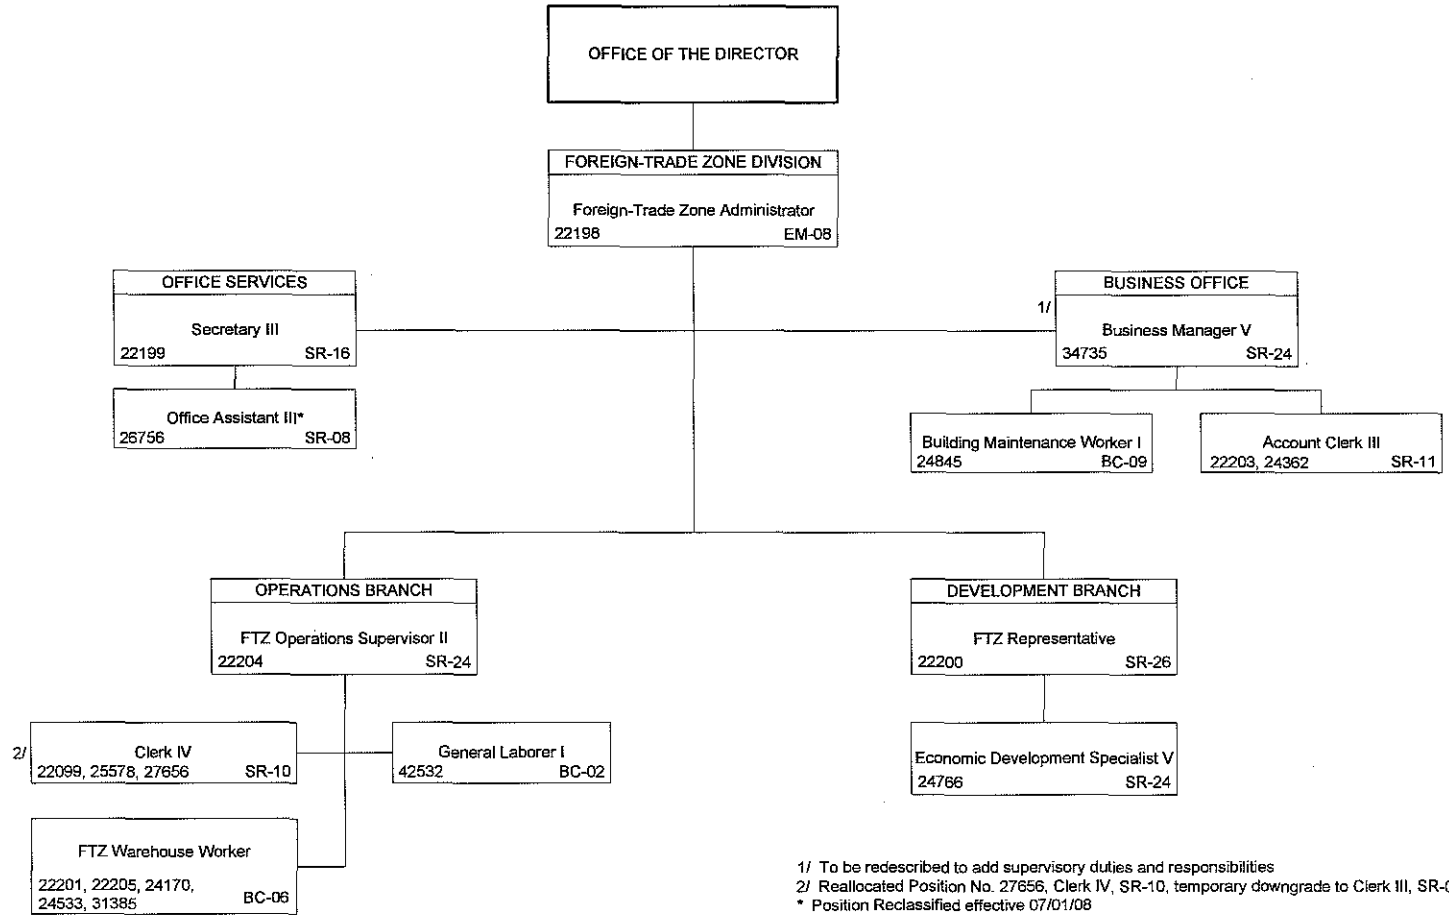 OFFICE OF THE DIRECTOR
FOREIGN-TRADE ZONE DIVISION
Foreign-Trade Zone Administrator
22198 EM-08
OFFICE SERVICES
Secretary III
22199 SR-16
Office Assistant III*
26756 SR-08
BUSINESS OFFICE
1/
Business Manager V
34735 SR-24
Building Maintenance Worker I
24845 BC-09
Account Clerk III
22203, 24362 SR-11
OPERATIONS BRANCH
FTZ Operations Supervisor II
22204 SR-24
2/
Clerk IV
22099, 25578, 27656 SR-10
General Laborer I
42532 BC-02
FTZ Warehouse Worker
22201, 22205, 24170,
24533, 31385 BC-06
DEVELOPMENT BRANCH
FTZ Representative
22200 SR-26
Economic Development Specialist V
24766 SR-24
1/ To be redescribed to add supervisory duties and responsibilities
2/ Reallocated Position No. 27656, Clerk IV, SR-10, temporary downgrade to Clerk III, 
* Position Reclassified effective 07/01/08